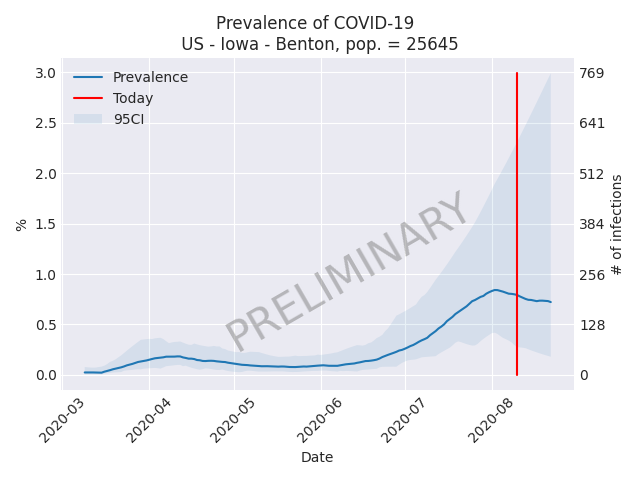 Prevalence of COVID-19
US - Iowa - Benton, pop. = 25645
Prevalence
Today
95CI
PRELIMINARY
%
3.0
2.5
2.0
1.5
1.0
0.5
0.0
769
641
512
384
256
128
0
# of infections
2020-03
2020-04
2020-05
2020-06
2020-07
2020-08
Date